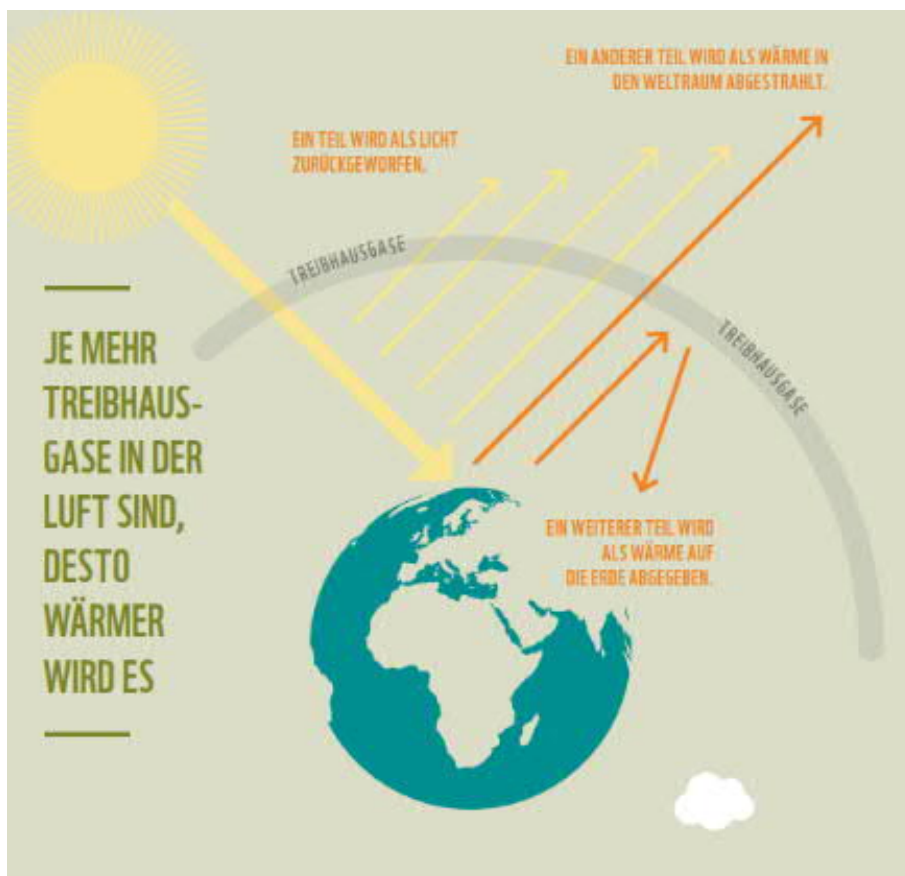 EIN ANDERER TEIL WIRD ALS WÄRME IN
DEN WELTRAUM ABGESTRAHLT.
EIN TEIL WIRD ALS LICHT
ZURÜCKGEWORFEN.
TREIBHAUSGASE
TREIBHAUSGASE
JE MEHR
TREIBHAUS-
GASE IN DER
LUFT SIND,
DESTO
WÄRMER
WIRD ES
EIN WEITERER TEIL WIRD
ALS WÄRME AUF
DIE ERDE ABGEGEBEN.